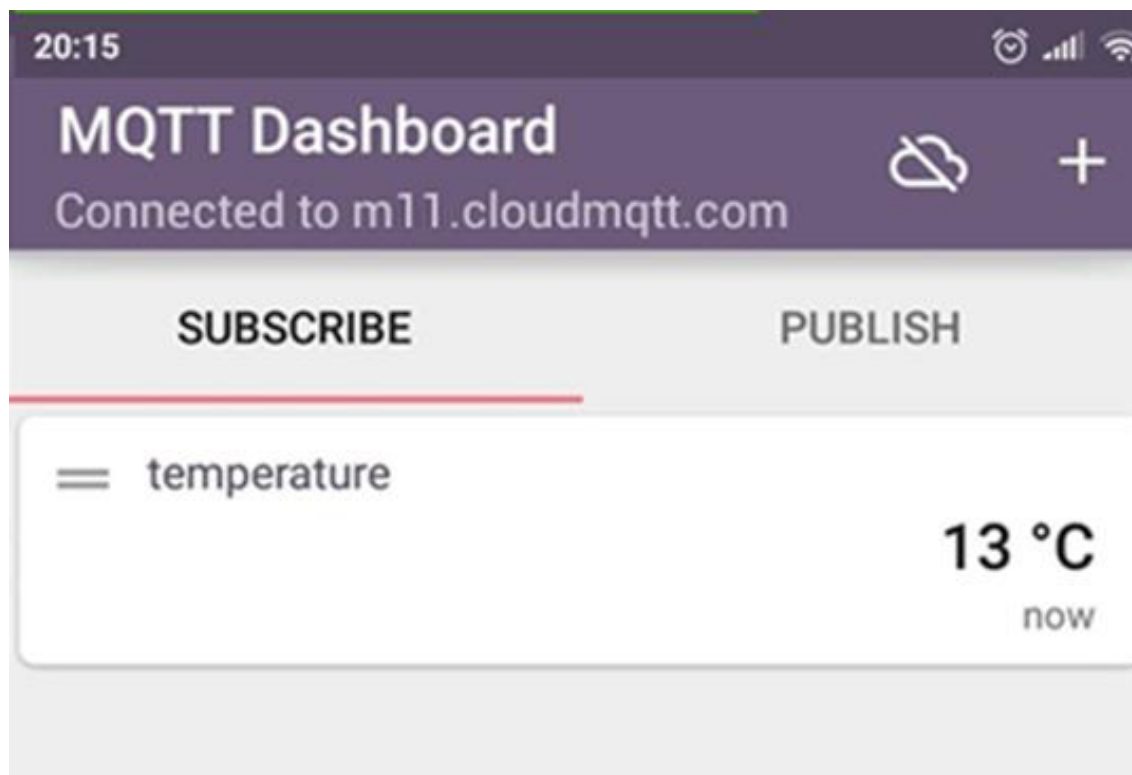 20:15
MQTT Dashboard
Connected to m11.cloudmqtt.com
SUBSCRIBE PUBLISH
temperature
13 °C
now